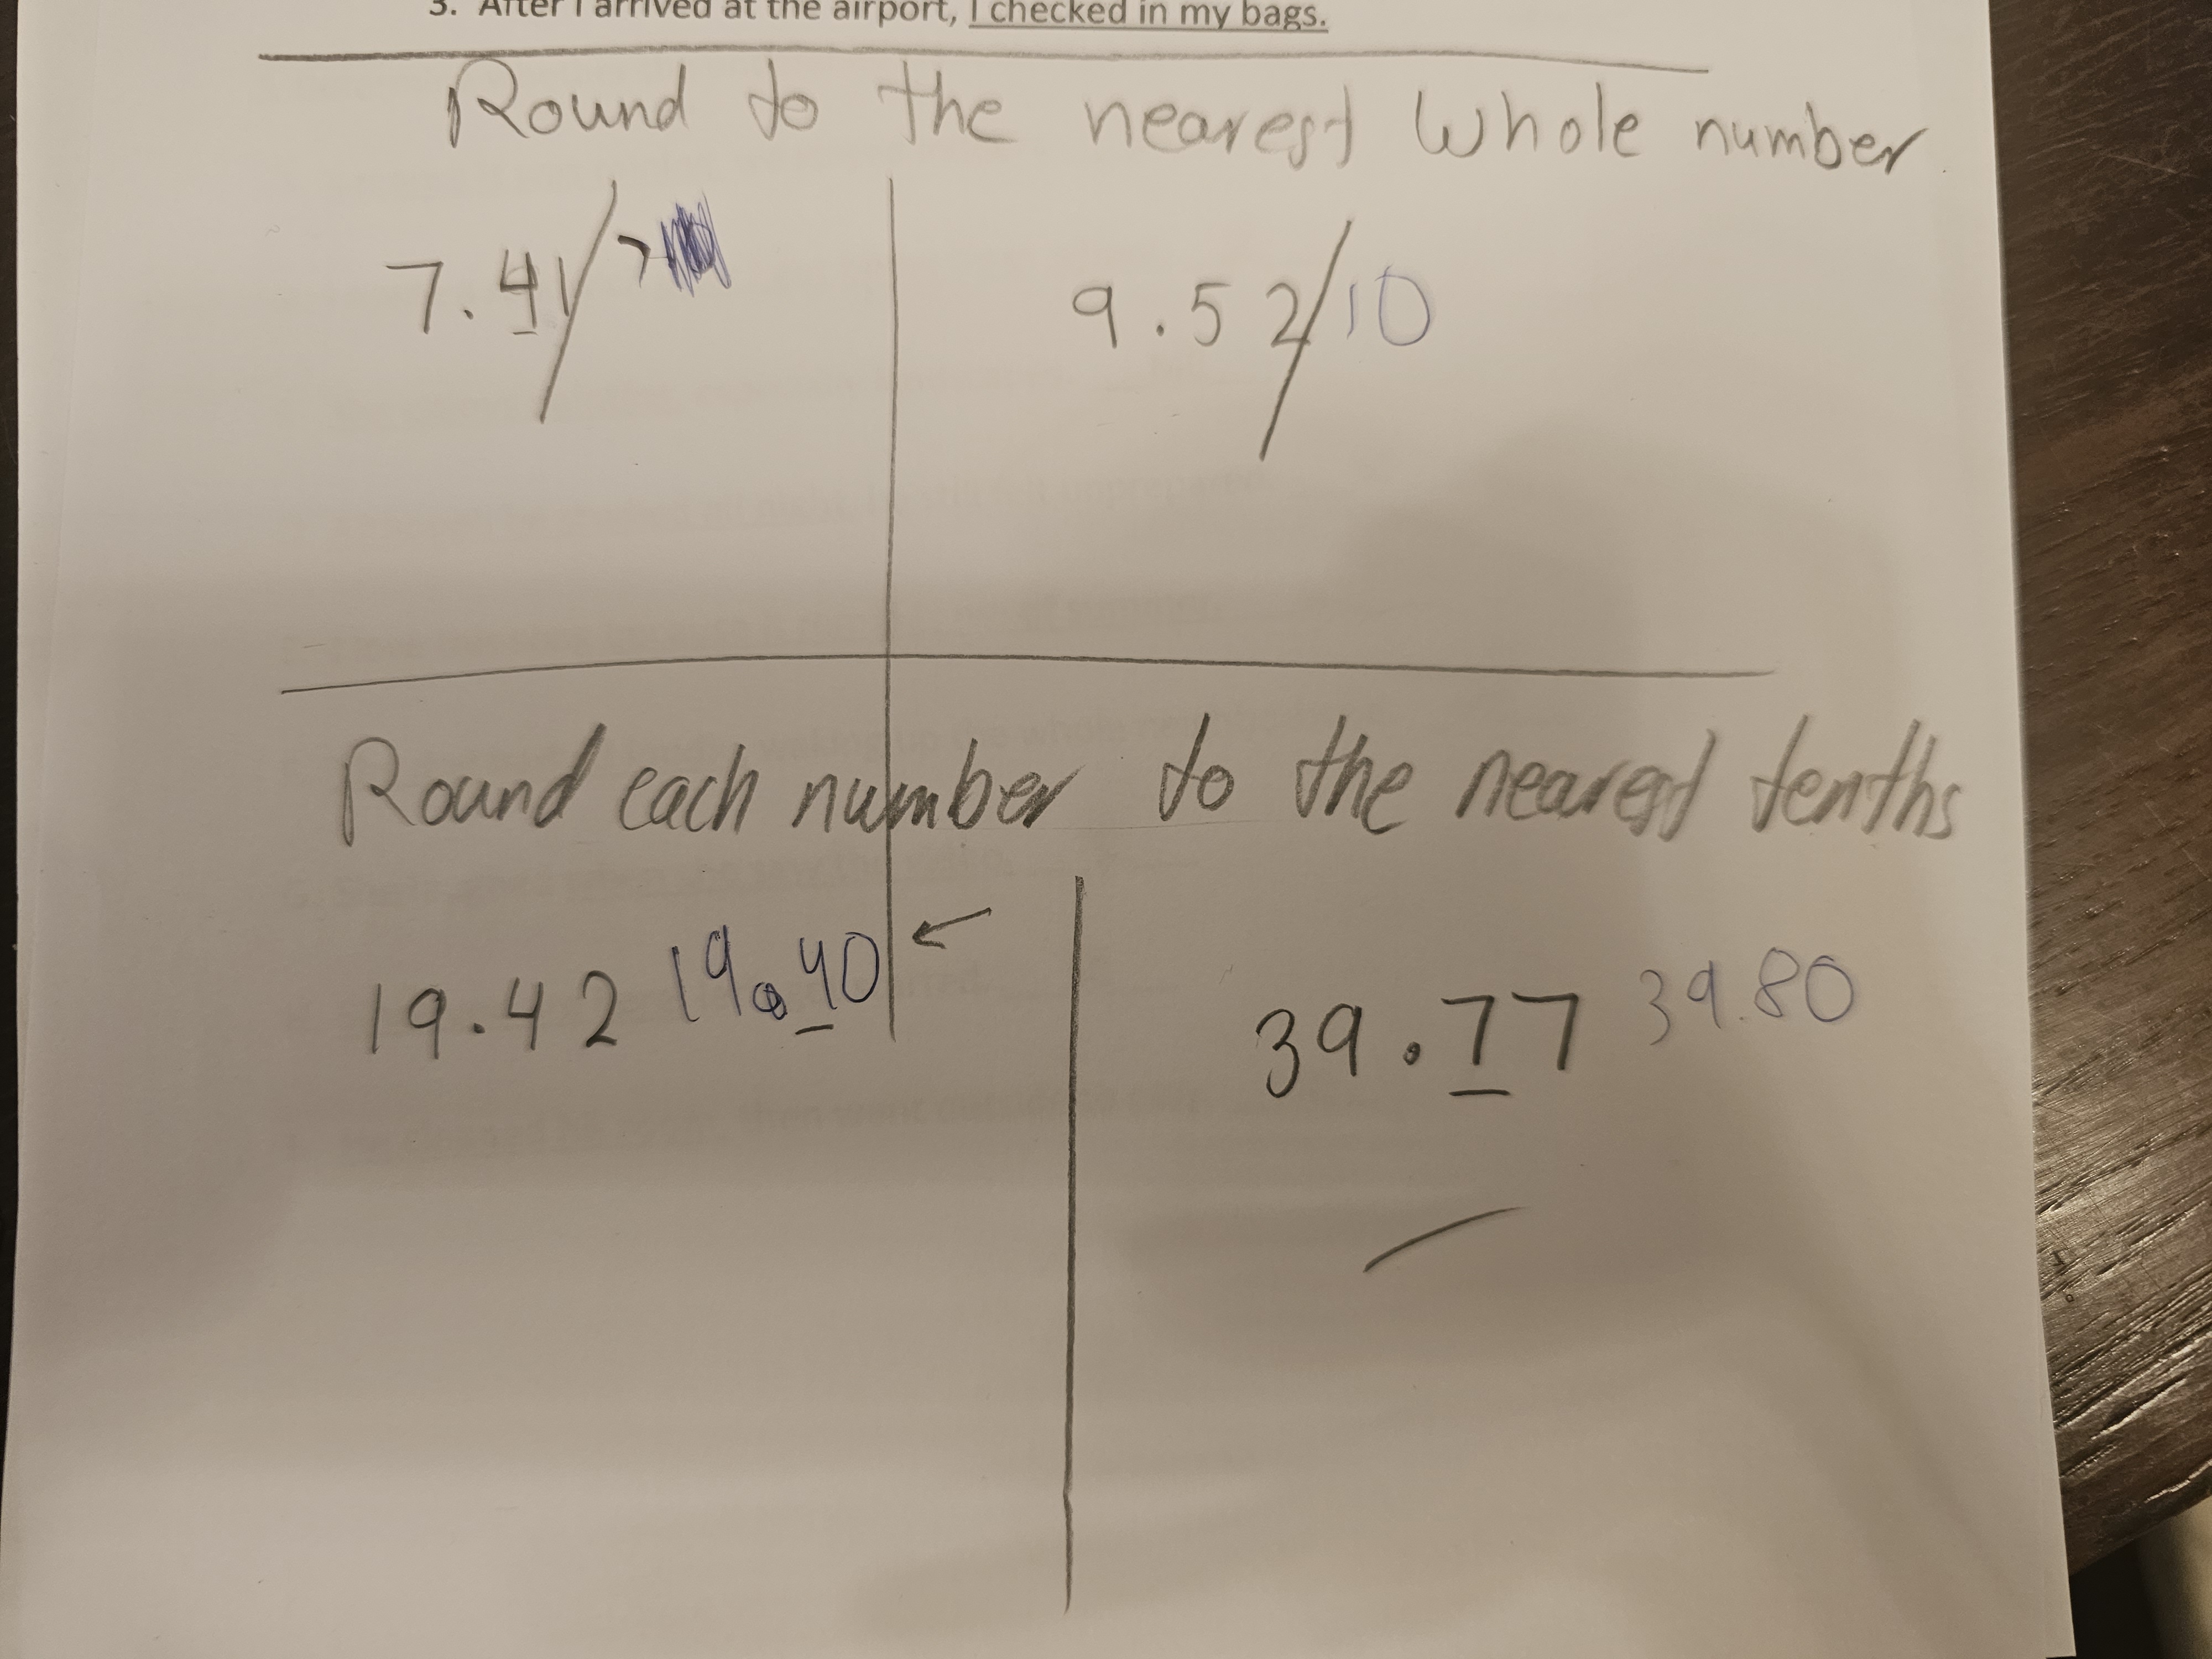 3. After I arrived at the airport, I checked in my bags.
Round to the nearest whole number
7.41 7
9.52 10
Round each number to the nearest tenths
19.42 19.40
39.77 39.80